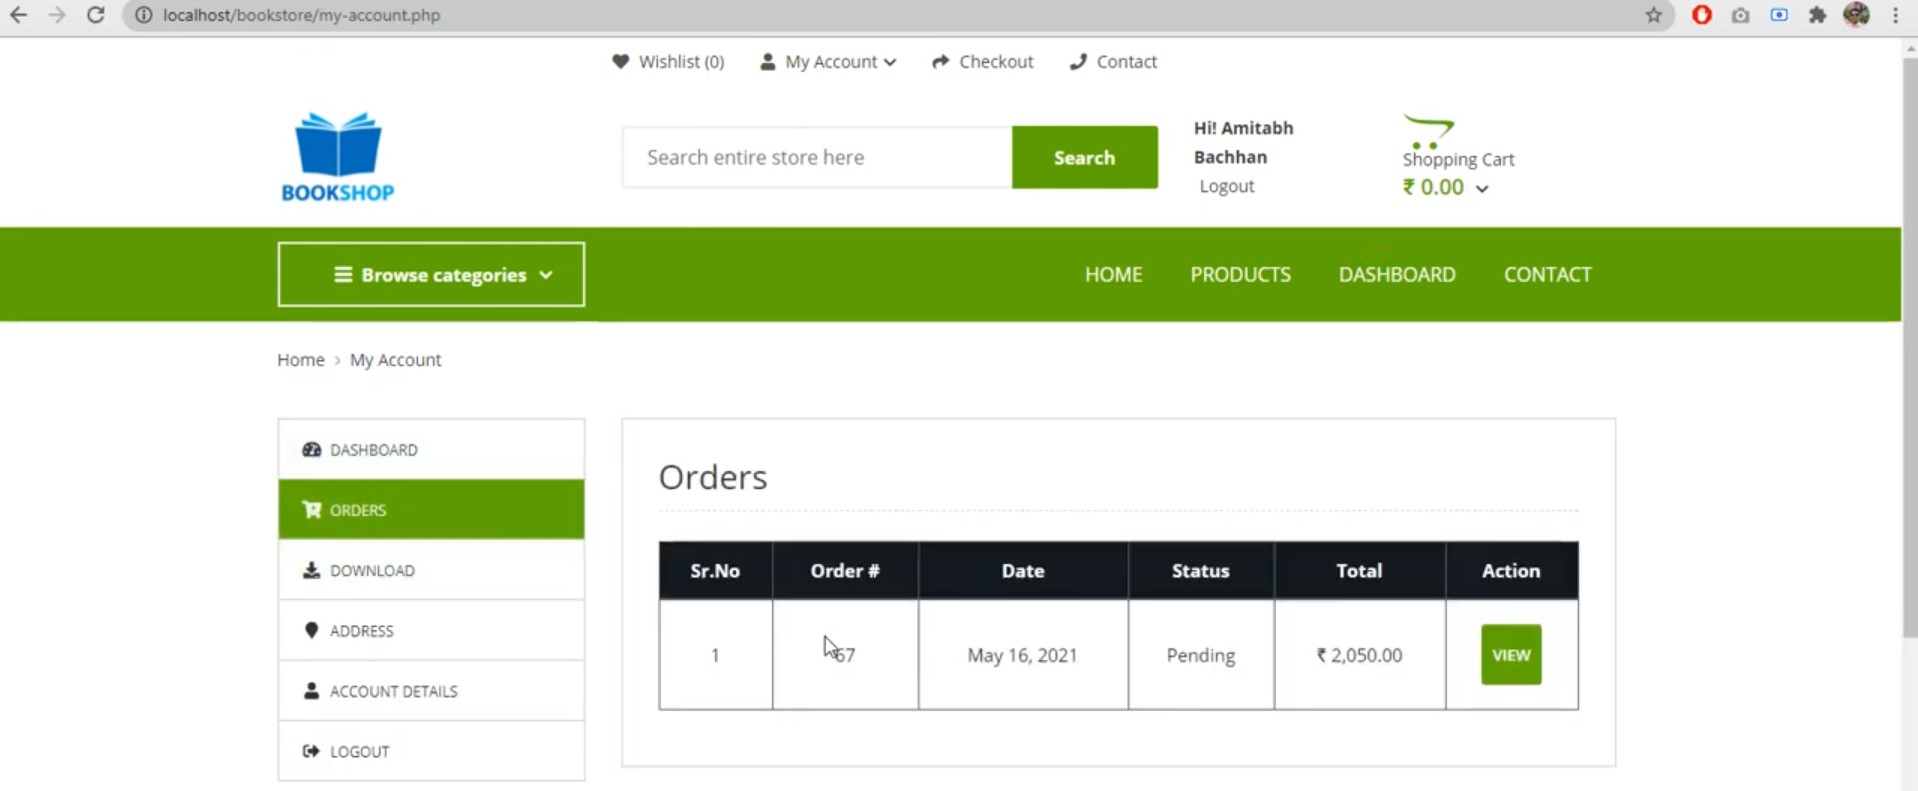 localhost/bookstore/my-account.php
Wishlist (0) My Account Checkout Contact
BOOKSHOP
Search entire store here
Search
Hi! Amitabh
Bachhan
Logout
Shopping Cart
₹ 0.00
Browse categories
HOME PRODUCTS DASHBOARD CONTACT
Home > My Account
DASHBOARD
ORDERS
DOWNLOAD
ADDRESS
ACCOUNT DETAILS
LOGOUT
Orders
Sr.No Order # Date Status Total Action
1 67 May 16, 2021 Pending ₹ 2,050.00 VIEW